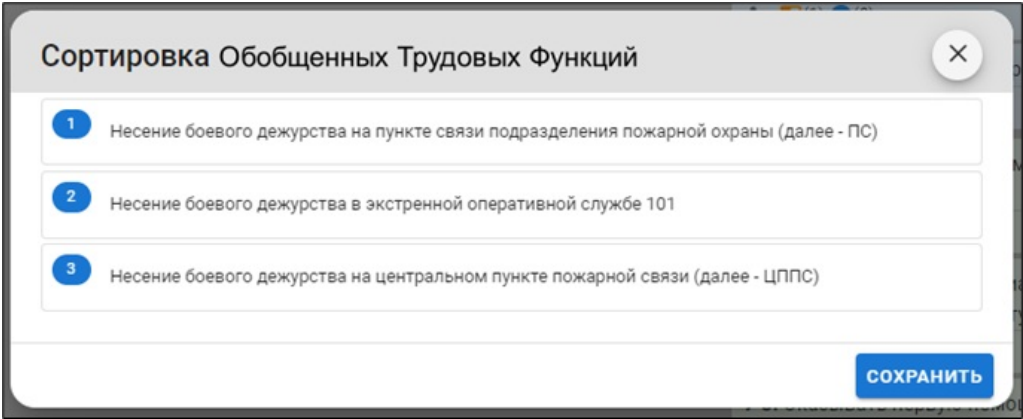 Сортировка Обобщенных Трудовых Функций
1
Несение боевого дежурства на пункте связи подразделения пожарной охраны (далее - ПС)
2
Несение боевого дежурства в экстренной оперативной службе 101
3
Несение боевого дежурства на центральном пункте пожарной связи (далее - ЦППС)
СОХРАНИТЬ